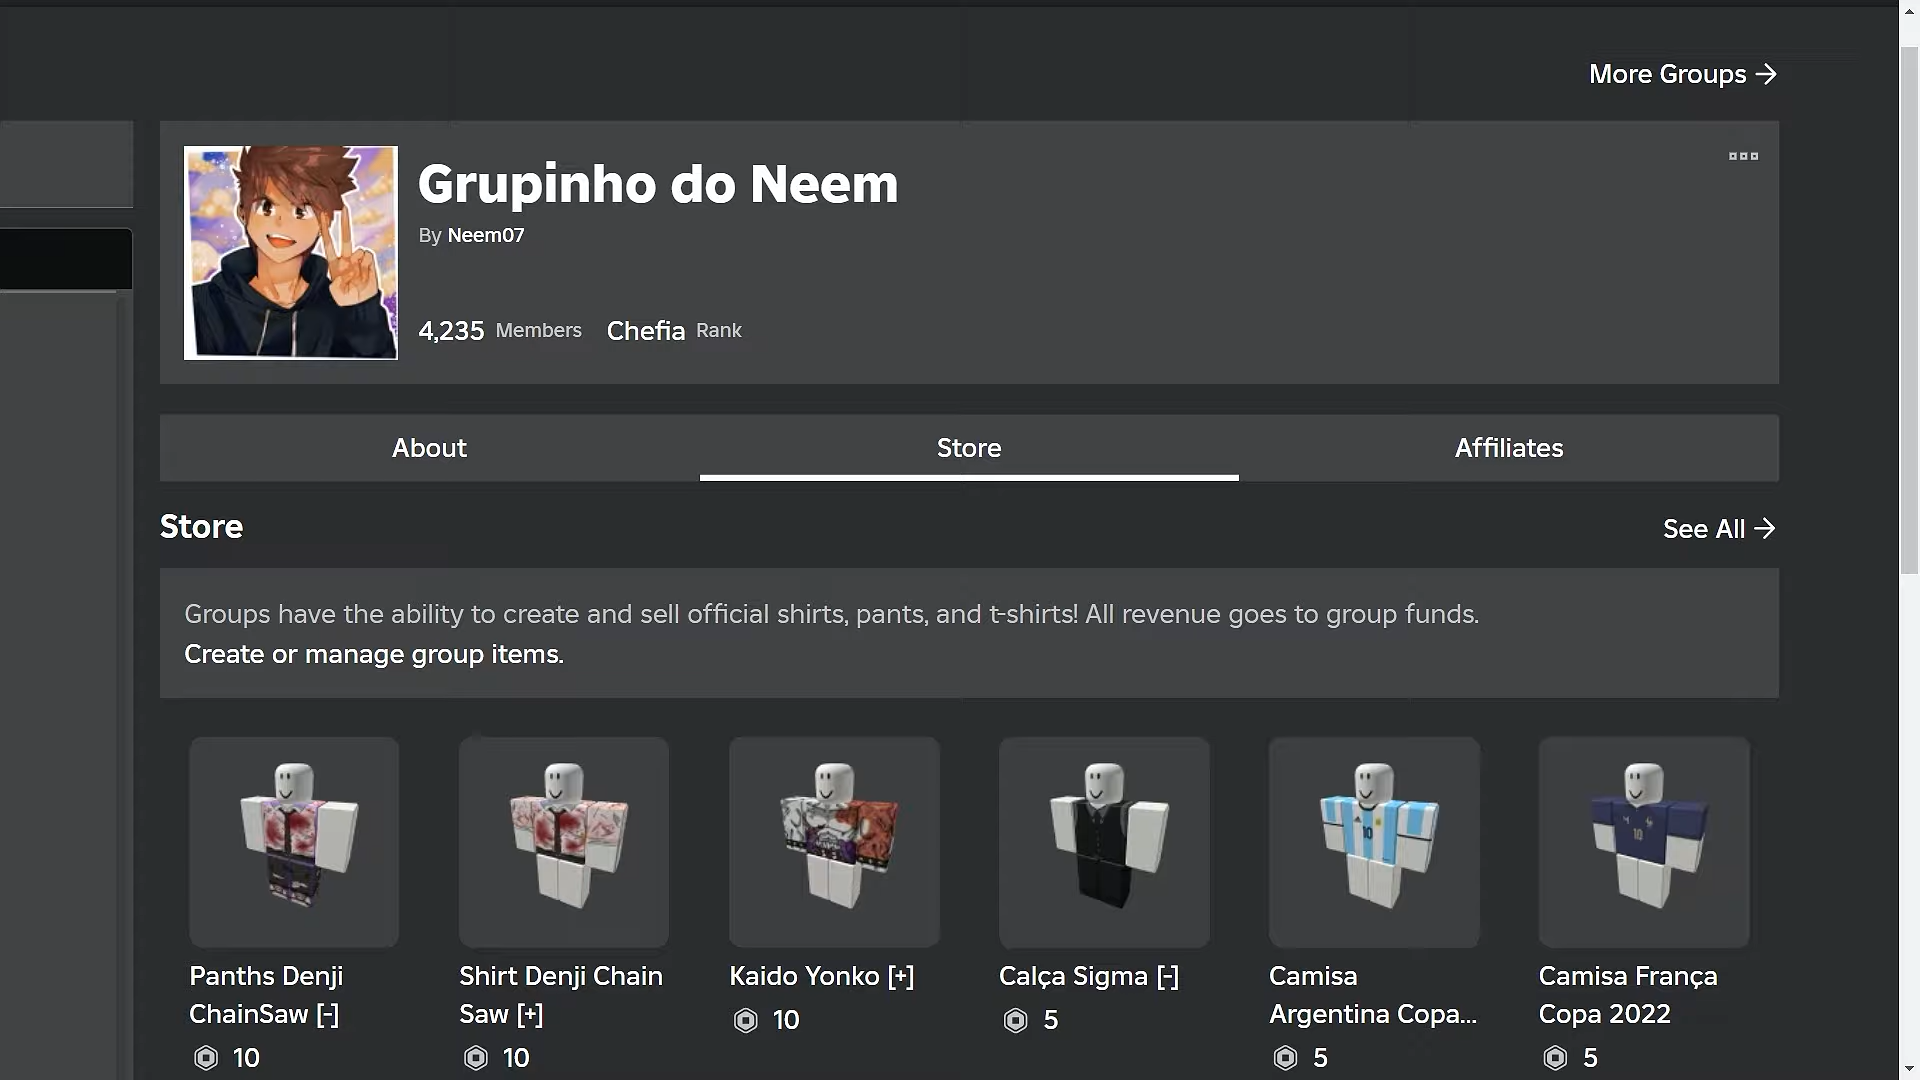 More Groups
Grupinho do Neem
By Neem07
4,235 Members Chefia Rank
About Store Affiliates
Store
See All
Groups have the ability to create and sell official shirts, pants, and t-shirts! All revenue goes to group funds.
Create or manage group items.
10
10
Panths Denji
ChainSaw [-]
10
Shirt Denji Chain
Saw [+]
10
Kaido Yonko [+]
10
Calça Sigma [-]
5
Camisa
Argentina Copa...
5
Camisa França
Copa 2022
5